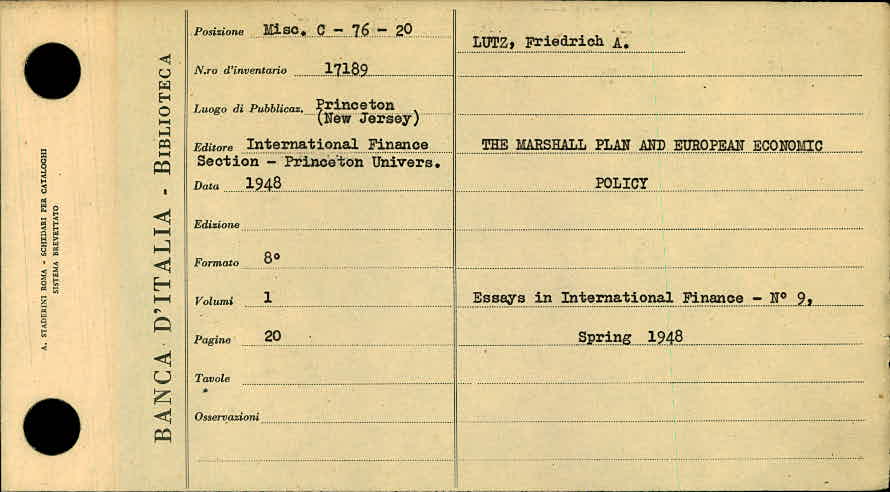 A. STADERINI ROMA - SCHEDARI PER CATALOGHI
SISTEMA BREVETTATO
BANCA D'ITALIA - BIBLIOTECA
Posizione Misc. C - 76 - 20
N.ro d'inventario 17189
Luogo di Pubblicaz. Princeton
(New Jersey)
Editore International Finance
Section - Princeton Univers.
Data 1948
Edizione
Formato 8°
Volumi 1
Pagine 20
Tavole
Osservazioni
LUTZ, Friedrich A.
THE MARSHALL PLAN AND EUROPEAN ECONOMIC
POLICY
Essays in International Finance - N° 9,
Spring 1948